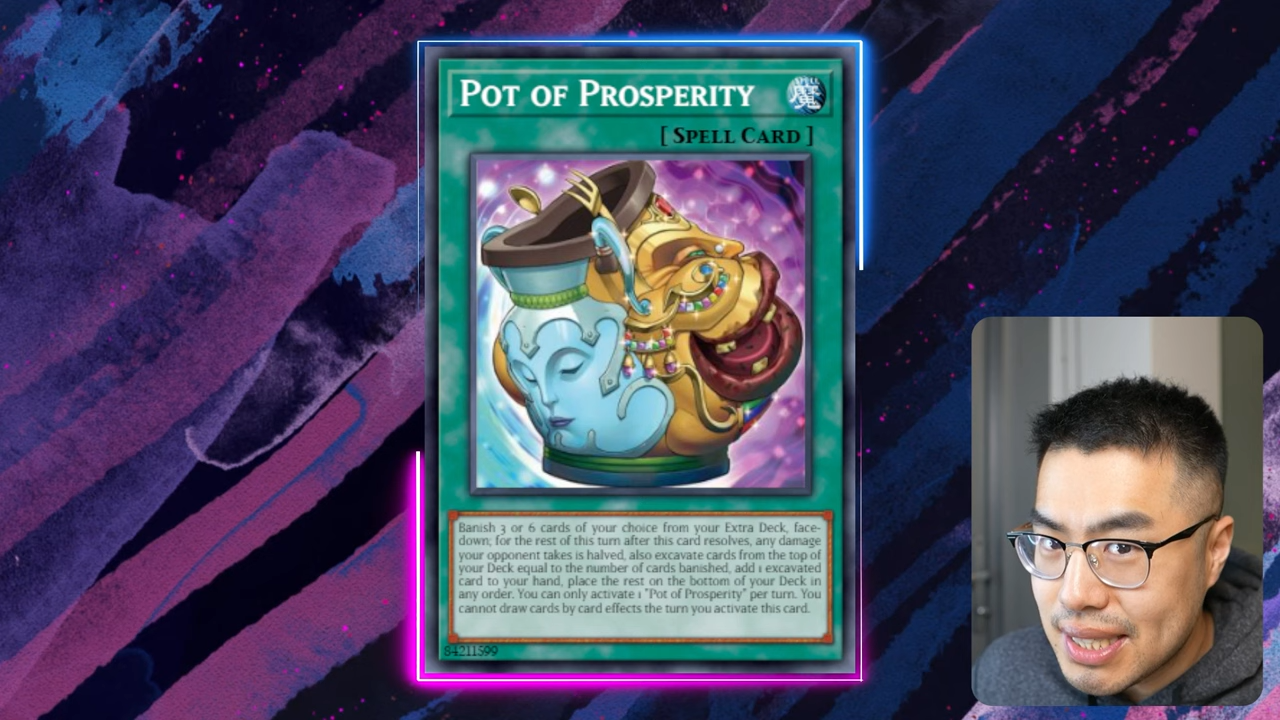 Pot of Prosperity
魔
[ Spell Card ]
Banish 3 or 6 cards of your choice from your Extra Deck, face-
down; for the rest of this turn after this card resolves, any damage
your opponent takes is halved, also excavate cards from the top of
your Deck equal to the number of cards banished, add 1 excavated
card to your hand, place the rest on the bottom of your Deck in
any order. You can only activate 1 "Pot of Prosperity" per turn. You
cannot draw cards by card effects the turn you activate this card.
84211599